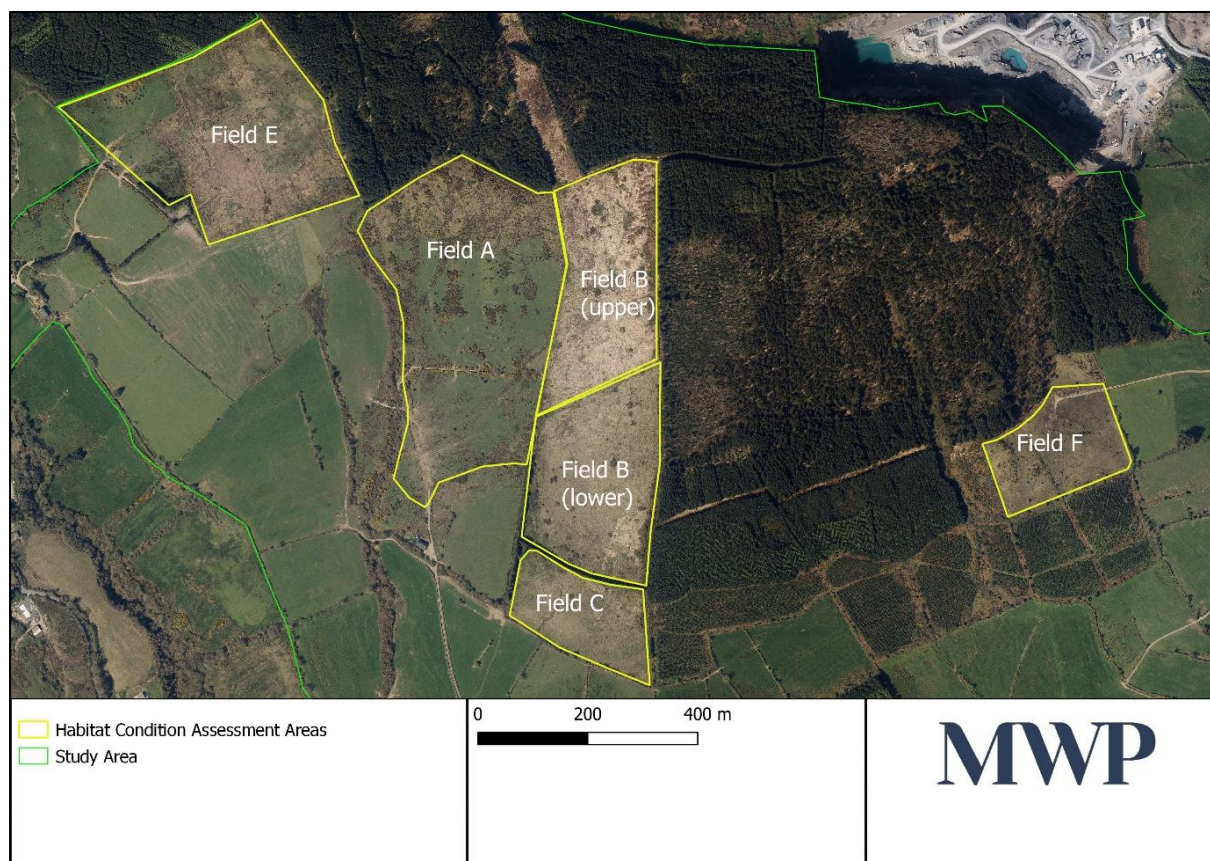 Field E
Field A
Field B
(upper)
Field B
(lower)
Field F
Field C
Habitat Condition Assessment Areas
Study Area
0 200 400 m
MWP